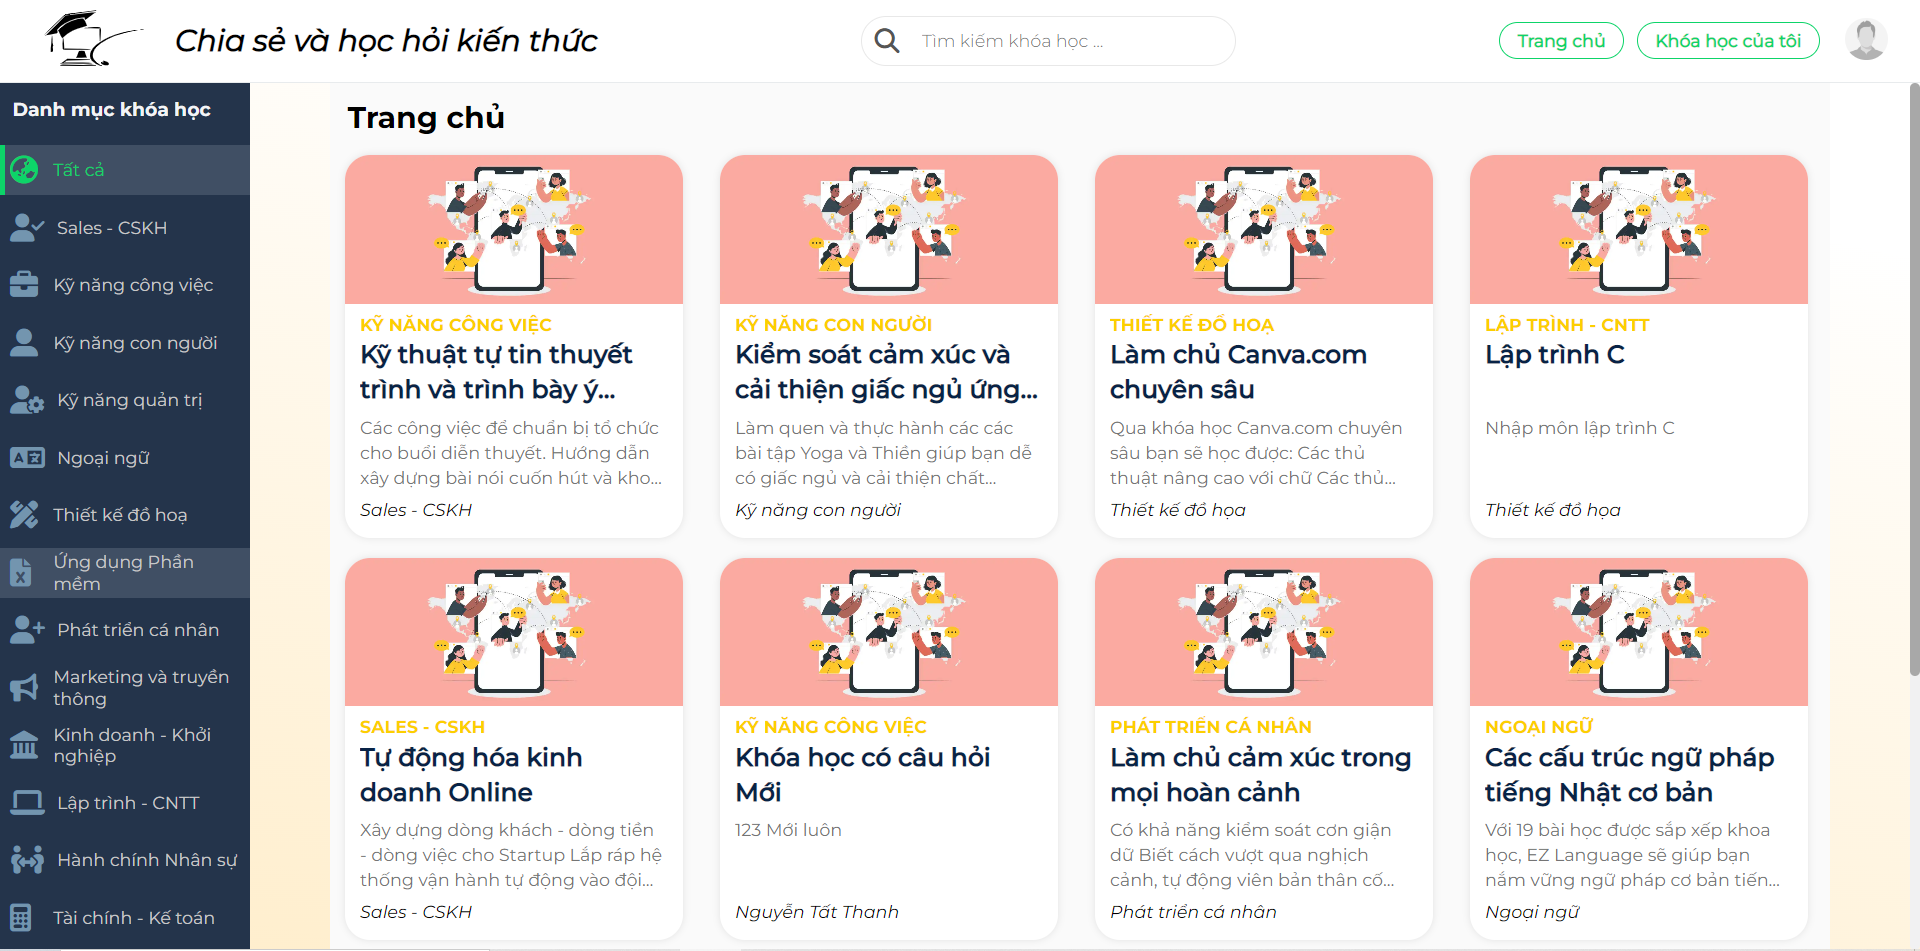 Chia sẻ và học hỏi kiến thức
Tìm kiếm khóa học ...
Trang chủ
Khóa học của tôi
Danh mục khóa học
Tất cả
Sales - CSKH
Kỹ năng công việc
Kỹ năng con người
Kỹ năng quản trị
Ngoại ngữ
Thiết kế đồ hoạ
Ứng dụng Phần
mềm
Phát triển cá nhân
Marketing và truyền
thông
Kinh doanh - Khởi
nghiệp
Lập trình - CNTT
Hành chính Nhân sự
Tài chính - Kế toán
Trang chủ
KỸ NĂNG CÔNG VIỆC
Kỹ thuật tự tin thuyết
trình và trình bày ý...
Các công việc để chuẩn bị tổ chức
cho buổi diễn thuyết. Hướng dẫn
xây dựng bài nói cuốn hút và kho...
Sales - CSKH
KỸ NĂNG CON NGƯỜI
Kiểm soát cảm xúc và
cải thiện giấc ngủ ứng...
Làm quen và thực hành các các
bài tập Yoga và Thiền giúp bạn dễ
có giấc ngủ và cải thiện chất...
Kỹ năng con người
THIẾT KẾ ĐỒ HOẠ
Làm chủ Canva.com
chuyên sâu
Qua khóa học Canva.com chuyên
sâu bạn sẽ học được: Các thủ
thuật nâng cao với chữ Các thủ...
Thiết kế đồ họa
LẬP TRÌNH - CNTT
Lập trình C
Nhập môn lập trình C
Thiết kế đồ họa
SALES - CSKH
Tự động hóa kinh
doanh Online
Xây dựng dòng khách - dòng tiền
- dòng việc cho Startup Lắp ráp hệ
thống vận hành tự động vào đội...
Sales - CSKH
KỸ NĂNG CÔNG VIỆC
Khóa học có câu hỏi
Mới
123 Mới luôn
Nguyễn Tất Thanh
PHÁT TRIỂN CÁ NHÂN
Làm chủ cảm xúc trong
mọi hoàn cảnh
Có khả năng kiểm soát cơn giận
dữ Biết cách vượt qua nghịch
cảnh, tự động viên bản thân cố...
Phát triển cá nhân
NGOẠI NGỮ
Các cấu trúc ngữ pháp
tiếng Nhật cơ bản
Với 19 bài học được sắp xếp khoa
học, EZ Language sẽ giúp bạn
nắm vững ngữ pháp cơ bản tiến...
Ngoại ngữ